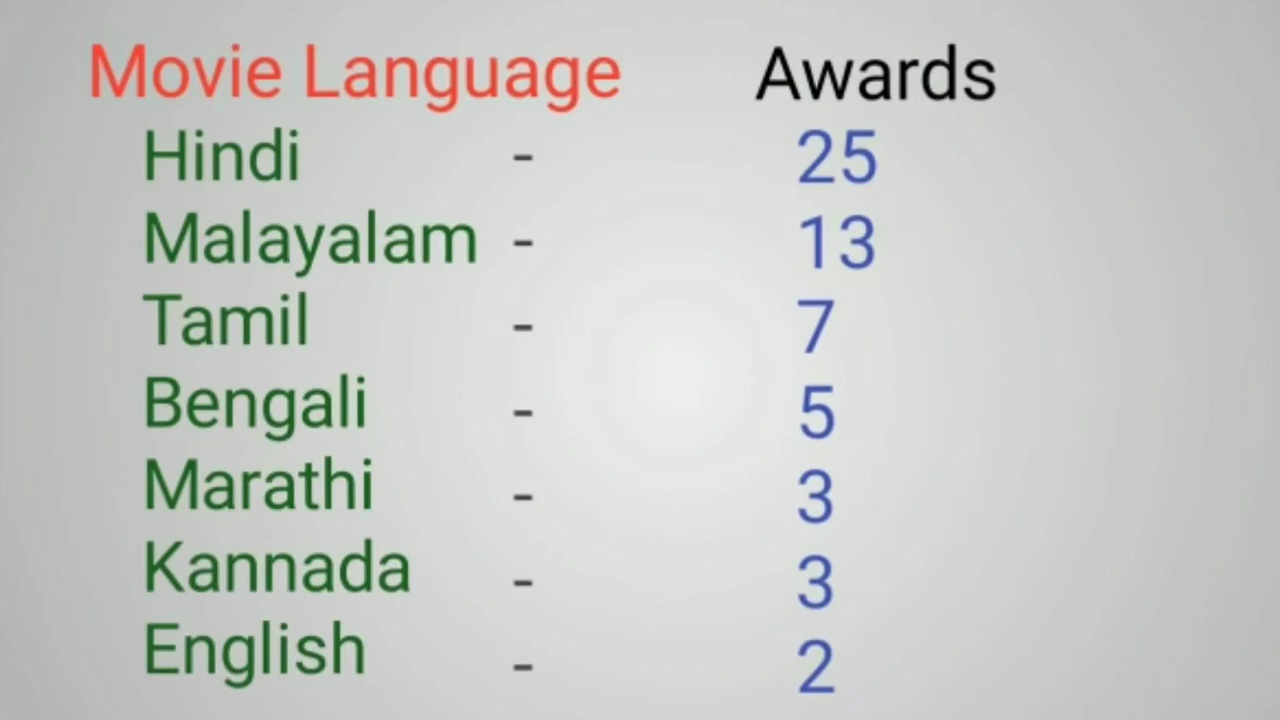 Movie Language Awards
Hindi - 25
Malayalam - 13
Tamil - 7
Bengali - 5
Marathi - 3
Kannada - 3
English - 2